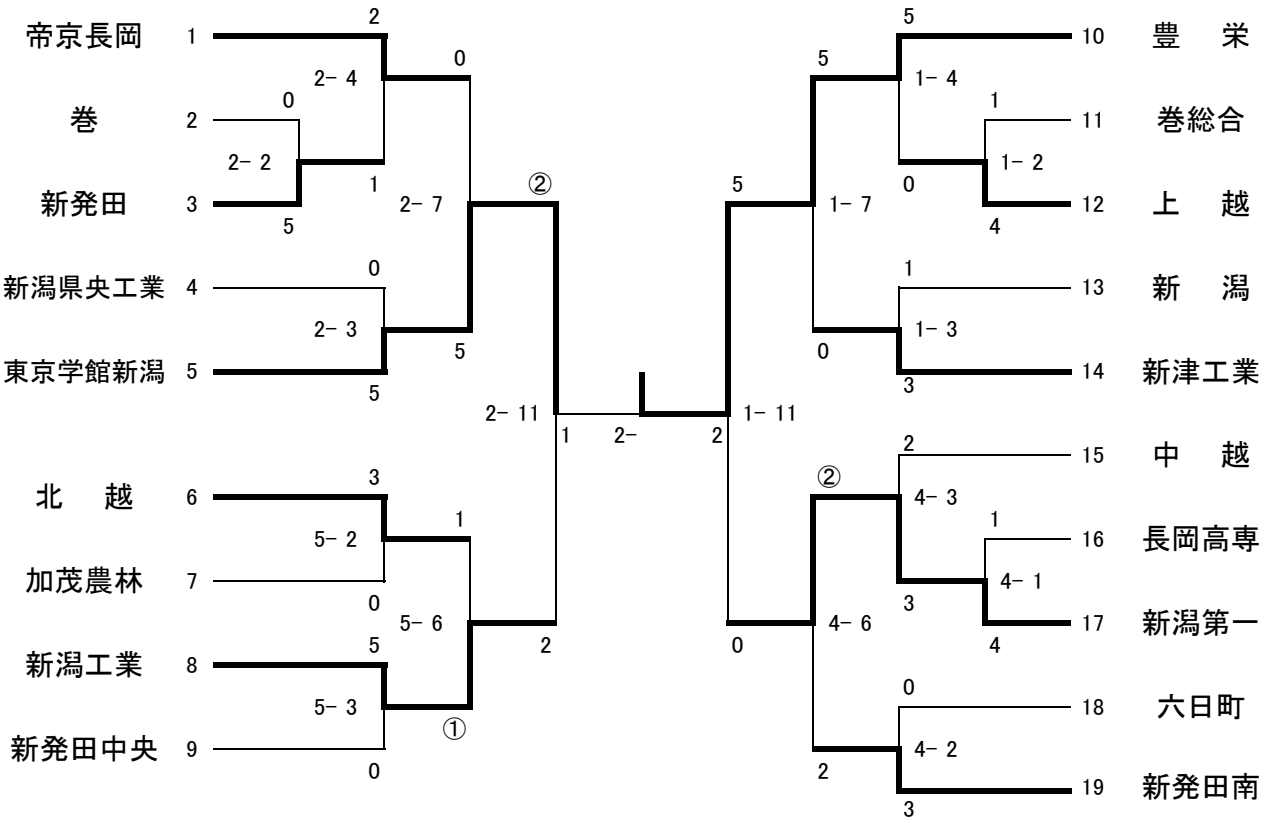 2
5
帝京長岡 1
10 豊 栄
0
5
2- 4
1- 4
0
1
巻 2
11 巻総合
2- 2
1- 2
1
②
5
0
新発田 3
2- 7
1- 7
12 上 越
5
4
0
1
新潟県央工業 4
13 新 潟
2- 3
1- 3
5
0
東京学館新潟 5
14 新津工業
5
3
2- 11
1
2-
2
1- 11
2
15 中 越
3
②
北 越 6
4- 3
1
1
5- 2
16 長岡高専
加茂農林 7
4- 1
0
3
5- 6
4- 6
17 新潟第一
5
2
0
4
新潟工業 8
0
18 六日町
5- 3
①
新発田中央 9
4- 2
0
2
19 新発田南
3